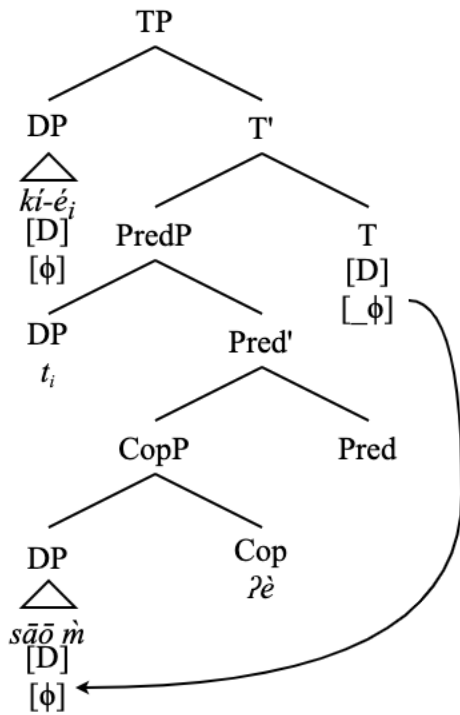 TP
DP T'
kí-é_i
[D]
[ϕ]
PredP T
[D]
[_ϕ]
DP Pred'
t_i
CopP Pred
DP Cop
sāō m̀ ʔè
[D]
[ϕ]